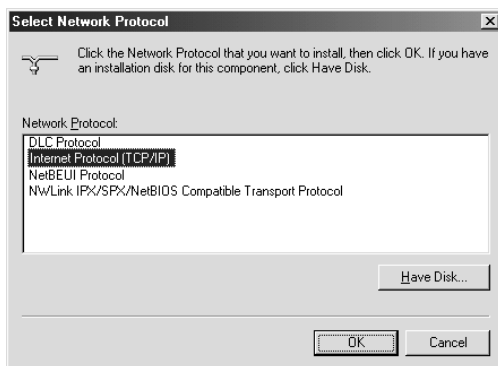 Select Network Protocol
Click the Network Protocol that you want to install, then click OK. If you have
an installation disk for this component, click Have Disk.
Network Protocol:
DLC Protocol
Internet Protocol (TCP/IP)
NetBEUI Protocol
NWLink IPX/SPX/NetBIOS Compatible Transport Protocol
Have Disk...
OK
Cancel